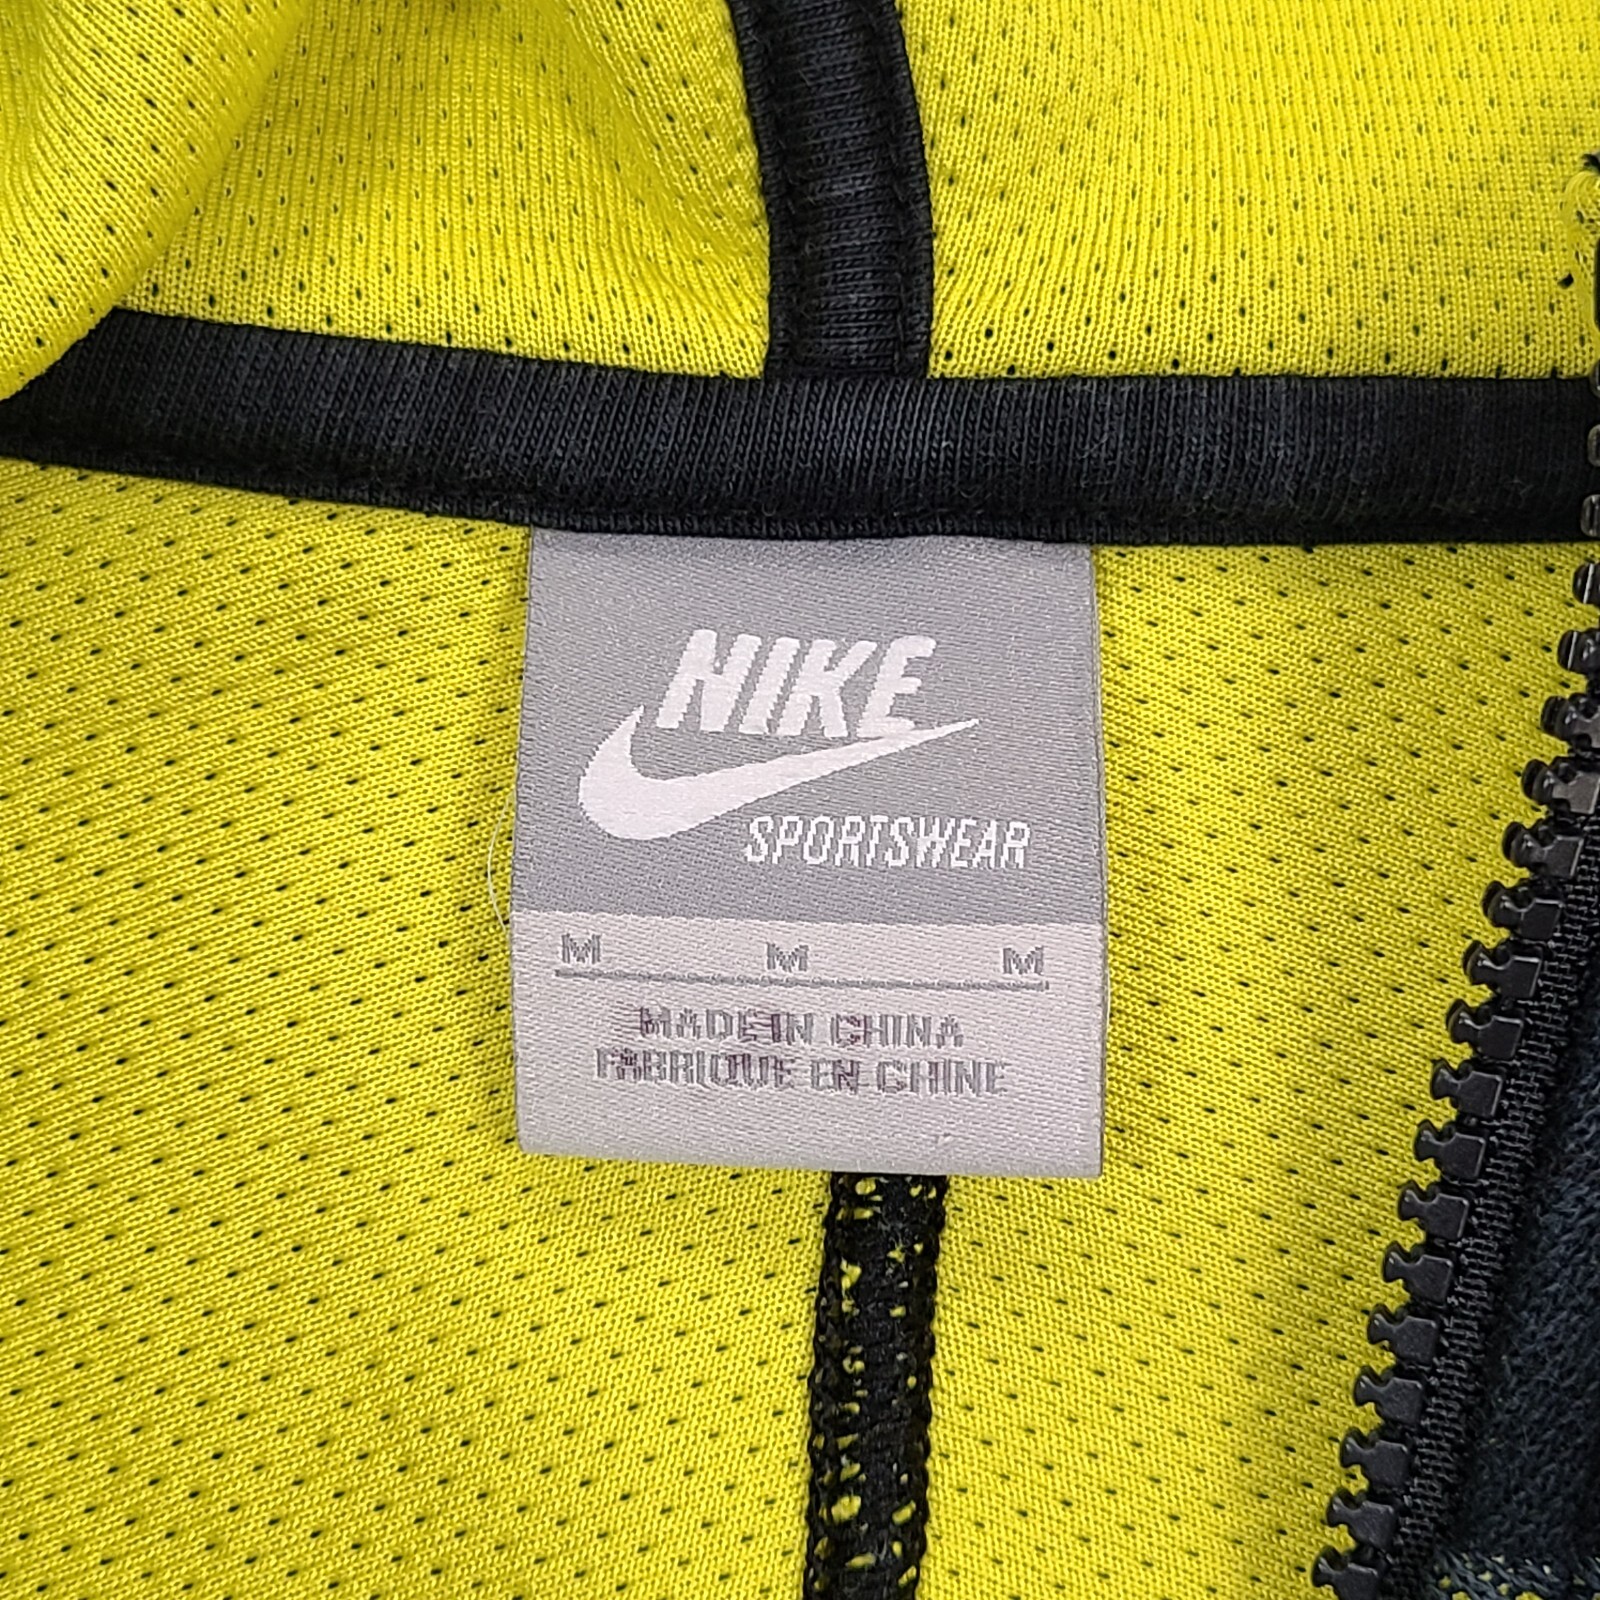 NIKE
SPORTSWEAR
M M M
MADE IN CHINA
FABRIQUE EN CHINE